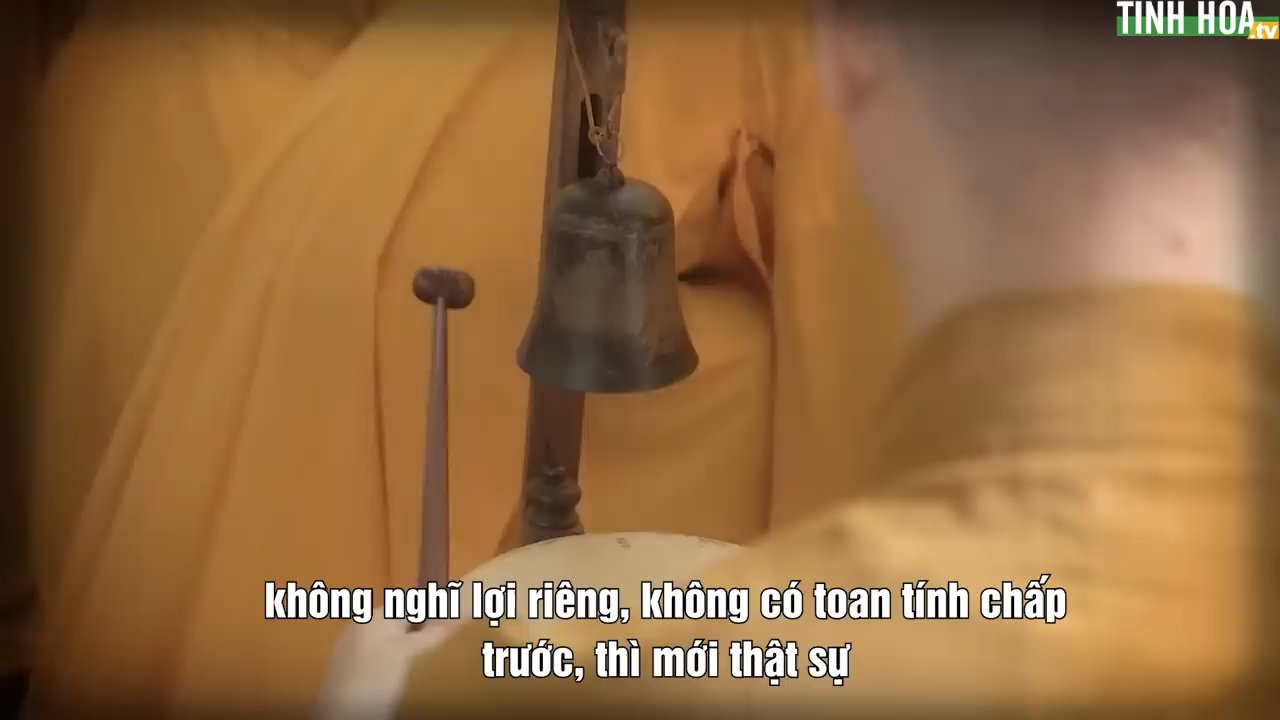 TINH HOA
.tv
không nghĩ lợi riêng, không có toan tính chấp
trước, thì mới thật sự